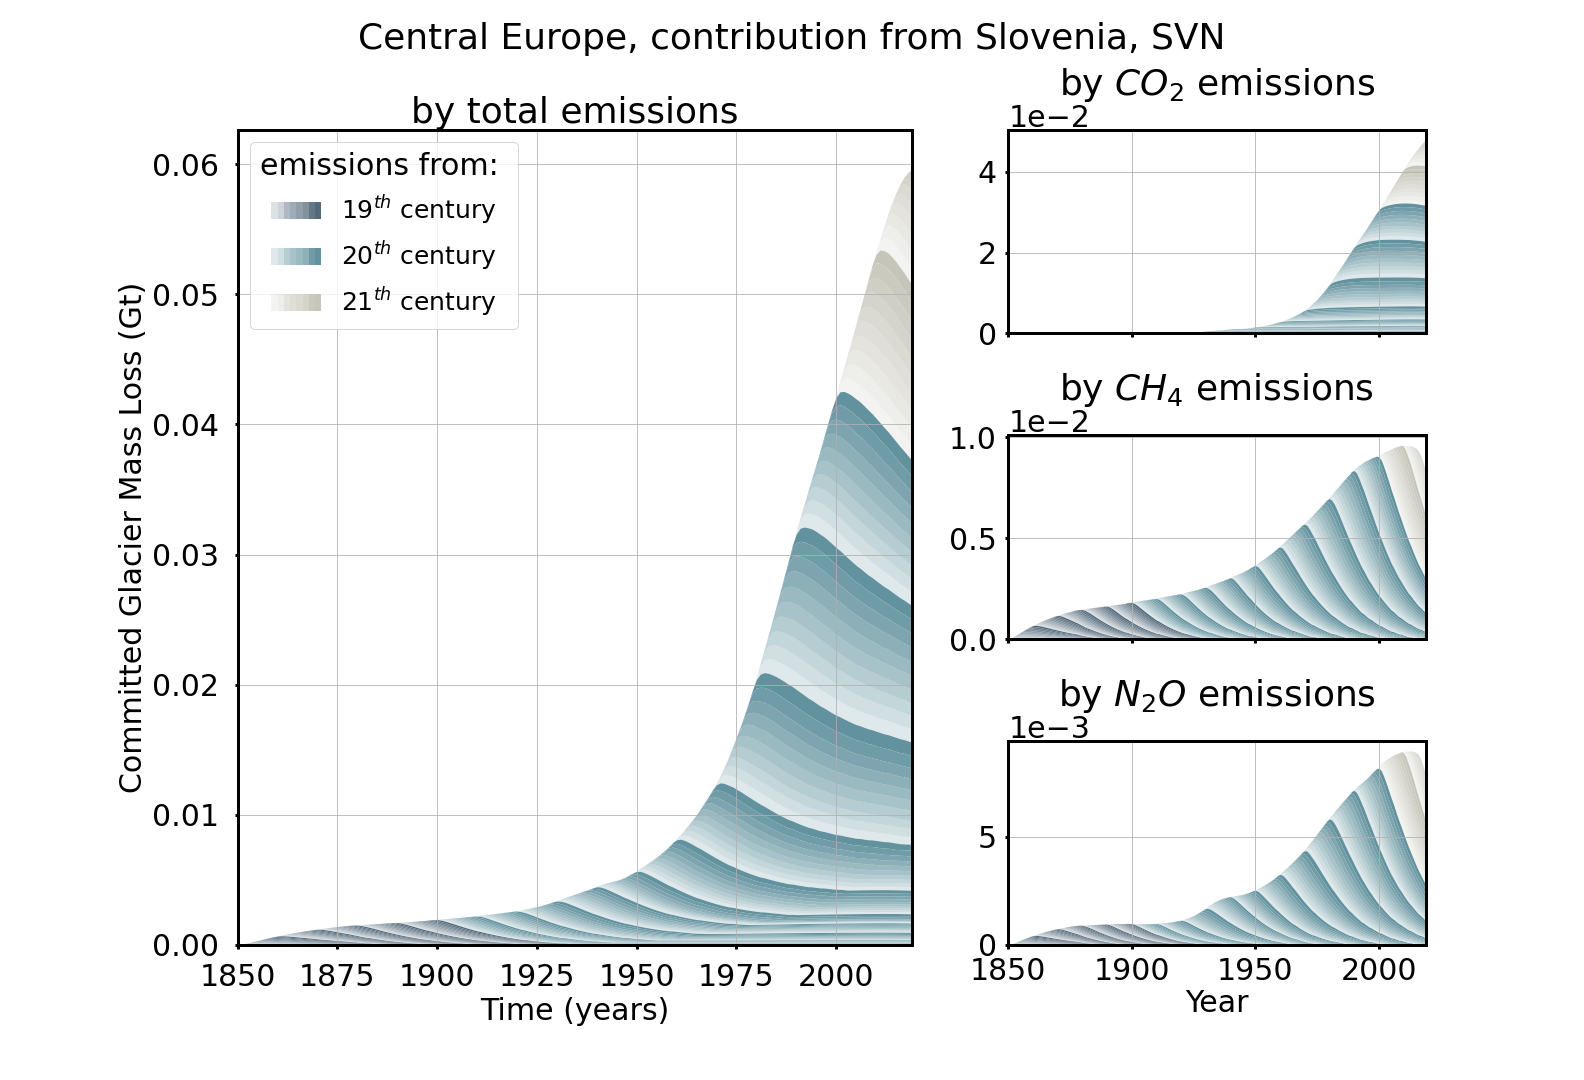 Central Europe, contribution from Slovenia, SVN
by total emissions
emissions from:
19th century
20th century
21th century
Committed Glacier Mass Loss (Gt)
0.06
0.05
0.04
0.03
0.02
0.01
0.00
1850 1875 1900 1925 1950 1975 2000
Time (years)
by CO2 emissions
1e−2
4
2
0
by CH4 emissions
1e−2
1.0
0.5
0.0
by N2O emissions
1e−3
5
0
1850 1900 1950 2000
Year